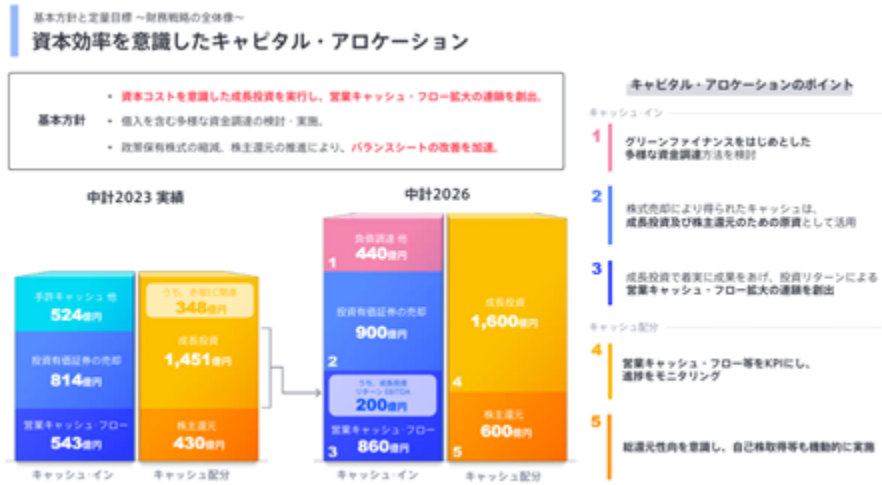 基本方針と定量目標 ～財務戦略の全体像～
資本効率を意識したキャピタル・アロケーション
基本方針
・ 資本コストを意識した成長投資を実行し、営業キャッシュ・フロー拡大の連鎖を創出。
・ 借入を含む多様な資金調達の検討・実施。
・ 政策保有株式の縮減、株主還元の推進により、バランスシートの改善を加速。
中計2023 実績
手許キャッシュ 他
524億円
投資有価証券の売却
814億円
営業キャッシュ・フロー
543億円
キャッシュ・イン
348億円
成長投資
1,451億円
株主還元
430億円
キャッシュ配分
中計2026
負債調達 他
440億円
1
投資有価証券の売却
900億円
2
うち、成長投資
リターン EBITDA
200億円
営業キャッシュ・フロー
3 860億円
キャッシュ・イン
成長投資
1,600億円
4
株主還元
600億円
5
キャッシュ配分
キャピタル・アロケーションのポイント
キャッシュ・イン
1
グリーンファイナンスをはじめとした
多様な資金調達方法を検討
2
株式売却により得られたキャッシュは、
成長投資及び株主還元のための原資として活用
3
成長投資で着実に成果をあげ、投資リターンによる
営業キャッシュ・フロー拡大の連鎖を創出
キャッシュ配分
4
営業キャッシュ・フロー等をKPIにし、
進捗をモニタリング
5
総還元性向を意識し、自己株取得等も機動的に実施